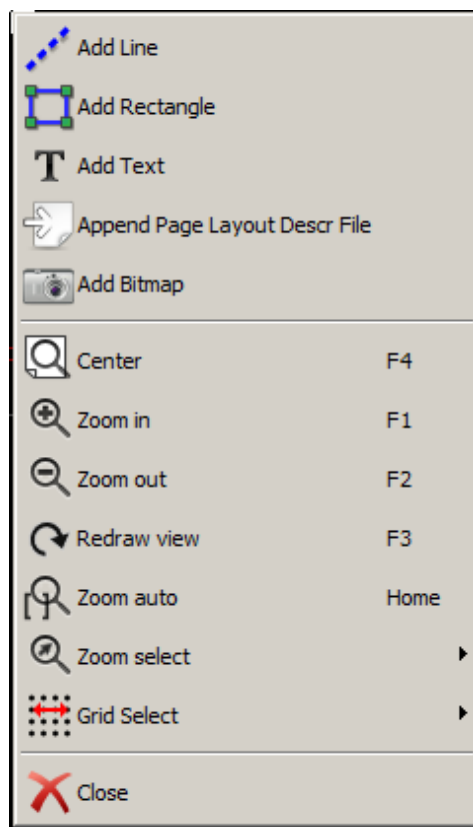 Add Line
Add Rectangle
Add Text
Append Page Layout Descr File
Add Bitmap
Center F4
Zoom in F1
Zoom out F2
Redraw view F3
Zoom auto Home
Zoom select
Grid Select
Close